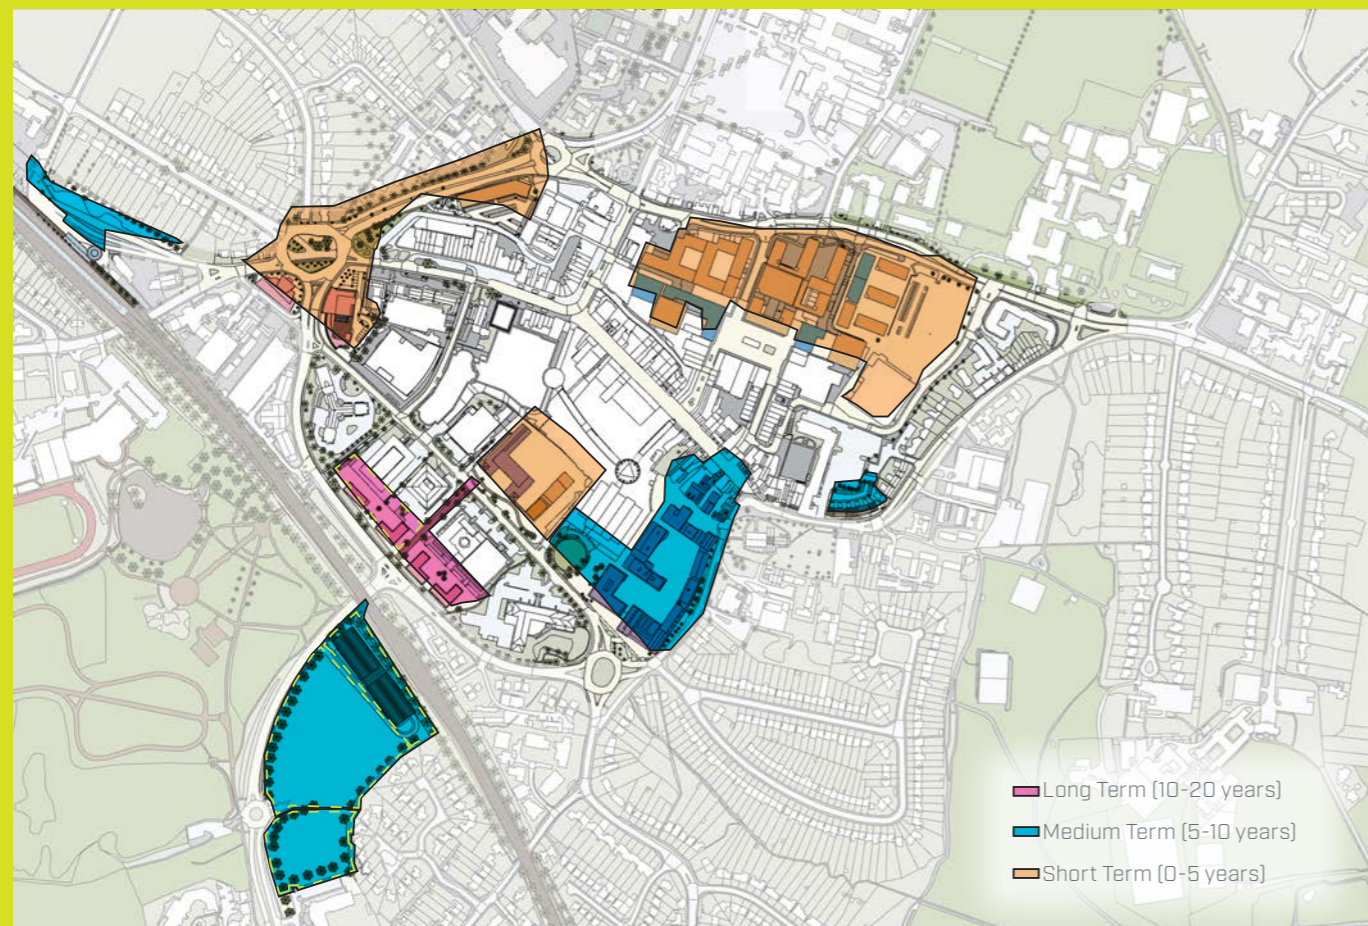 Long Term (10-20 years)
Medium Term (5-10 years)
Short Term (0-5 years)